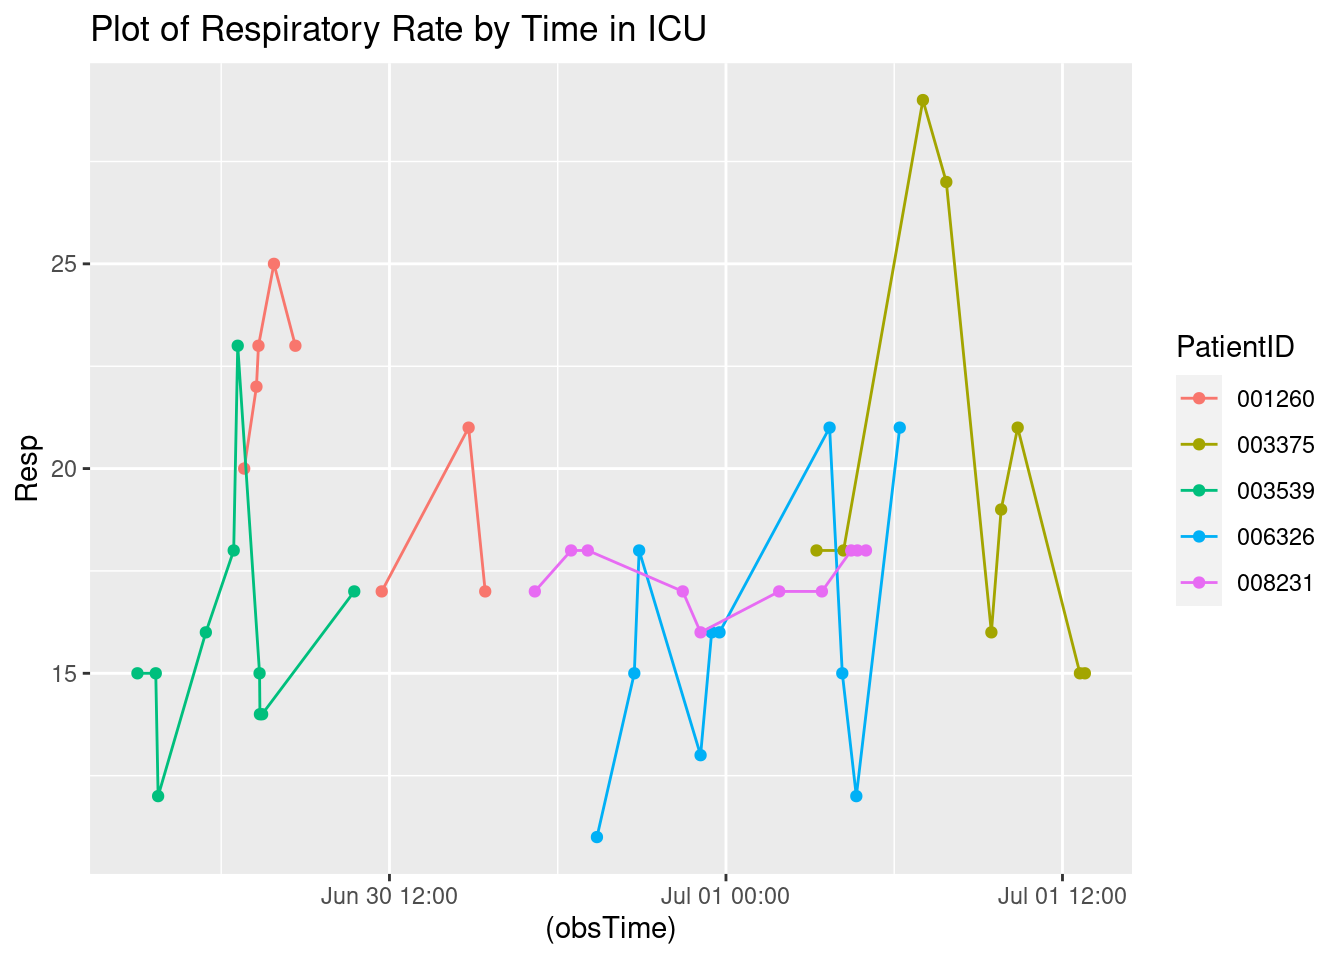 Plot of Respiratory Rate by Time in ICU
25
20
15
Resp
Jun 30 12:00
Jul 01 00:00
Jul 01 12:00
(obsTime)
PatientID
001260
003375
003539
006326
008231